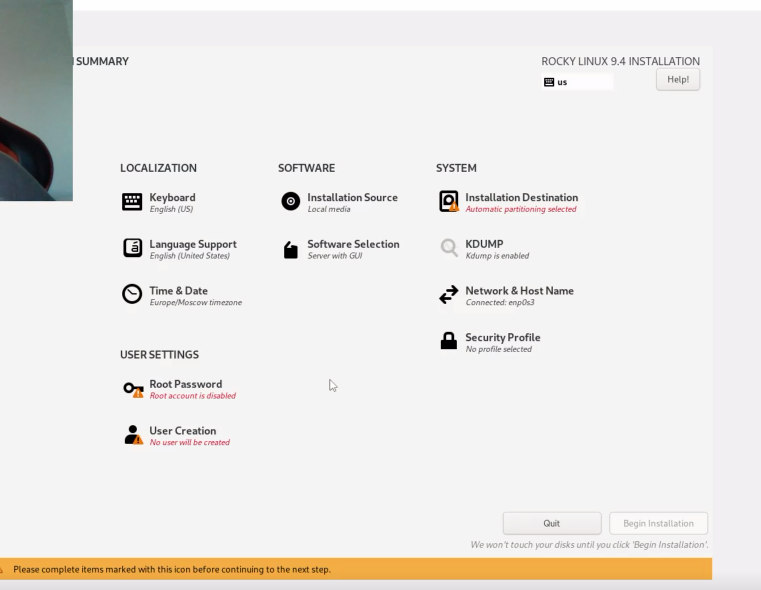 SUMMARY
ROCKY LINUX 9.4 INSTALLATION
us
Help!
LOCALIZATION
SOFTWARE
SYSTEM
Keyboard
English (US)
Installation Source
Local media
Installation Destination
Automatic partitioning selected
Language Support
English (United States)
Software Selection
Server with GUI
KDUMP
Kdump is enabled
Time & Date
Europe/Moscow timezone
Network & Host Name
Connected: enp0s3
Security Profile
No profile selected
USER SETTINGS
Root Password
Root account is disabled
User Creation
No user will be created
Quit
Begin Installation
We won't touch your disks until you click 'Begin Installation'.
Please complete items marked with this icon before continuing to the next step.